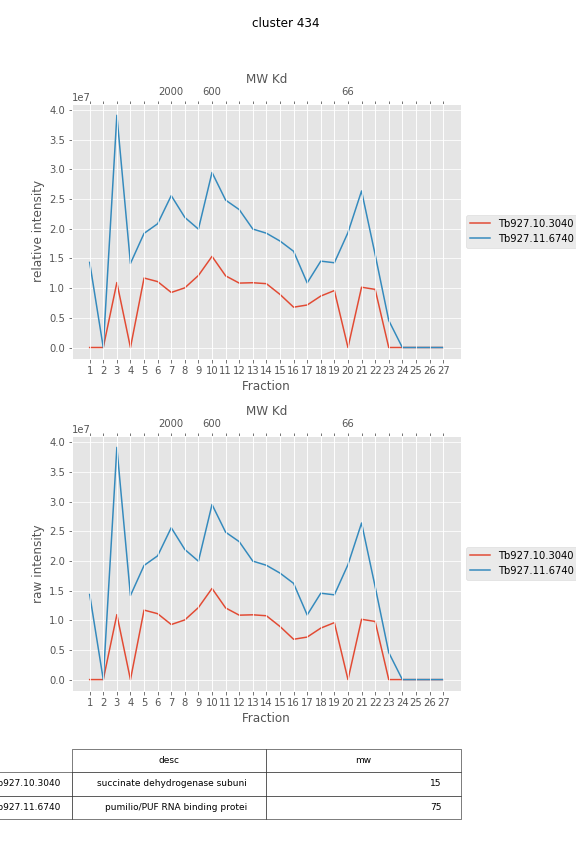 cluster 434
MW Kd
2000 600 66
1e7
4.0
3.5
3.0
2.5
2.0
1.5
1.0
0.5
0.0
relative intensity
Tb927.10.3040
Tb927.11.6740
1 2 3 4 5 6 7 8 9 10 11 12 13 14 15 16 17 18 19 20 21 22 23 24 25 26 27
Fraction
MW Kd
2000 600 66
1e7
4.0
3.5
3.0
2.5
2.0
1.5
1.0
0.5
0.0
raw intensity
Tb927.10.3040
Tb927.11.6740
1 2 3 4 5 6 7 8 9 10 11 12 13 14 15 16 17 18 19 20 21 22 23 24 25 26 27
Fraction
desc mw
b927.10.3040 succinate dehydrogenase subuni 15
b927.11.6740 pumilio/PUF RNA binding protei 75